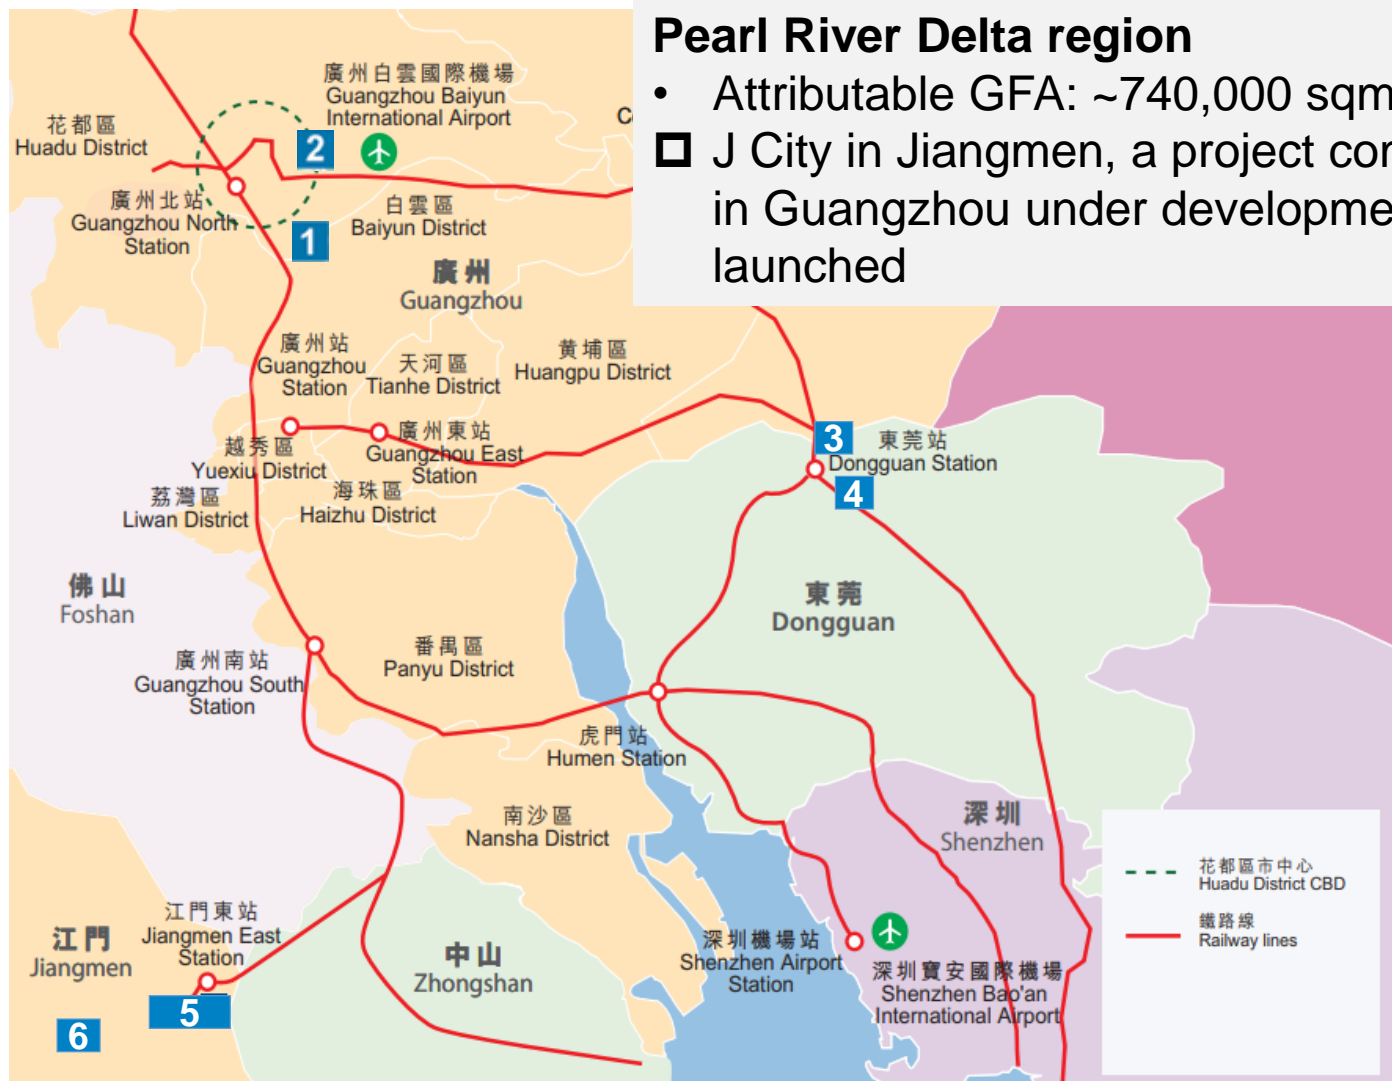 Pearl River Delta region
• Attributable GFA: ~740,000 sqm
J City in Jiangmen, a project
in Guangzhou under
launched
廣州白雲國際機場
Guangzhou Baiyun
International Airport
花都區
Huadu District
2
廣州北站
Guangzhou North
Station
白雲區
Baiyun District
1
廣州
Guangzhou
廣州站
Guangzhou
Station
天河區
Tianhe District
黄埔區
Huangpu District
越秀區
Yuexiu District
廣州東站
Guangzhou East
Station
3
東莞站
Dongguan Station
4
荔灣區
Liwan District
海珠區
Haizhu District
佛山
Foshan
東莞
Dongguan
番禺區
Panyu District
廣州南站
Guangzhou South
Station
虎門站
Humen Station
南沙區
Nansha District
深圳
Shenzhen
花都區市中心
Huadu District CBD
鐵路線
Railway lines
江門東站
Jiangmen East
Station
江門
Jiangmen
中山
Zhongshan
深圳機場站
Shenzhen Airport
Station
深圳寶安國際機場
Shenzhen Bao'an
International Airport
5
6